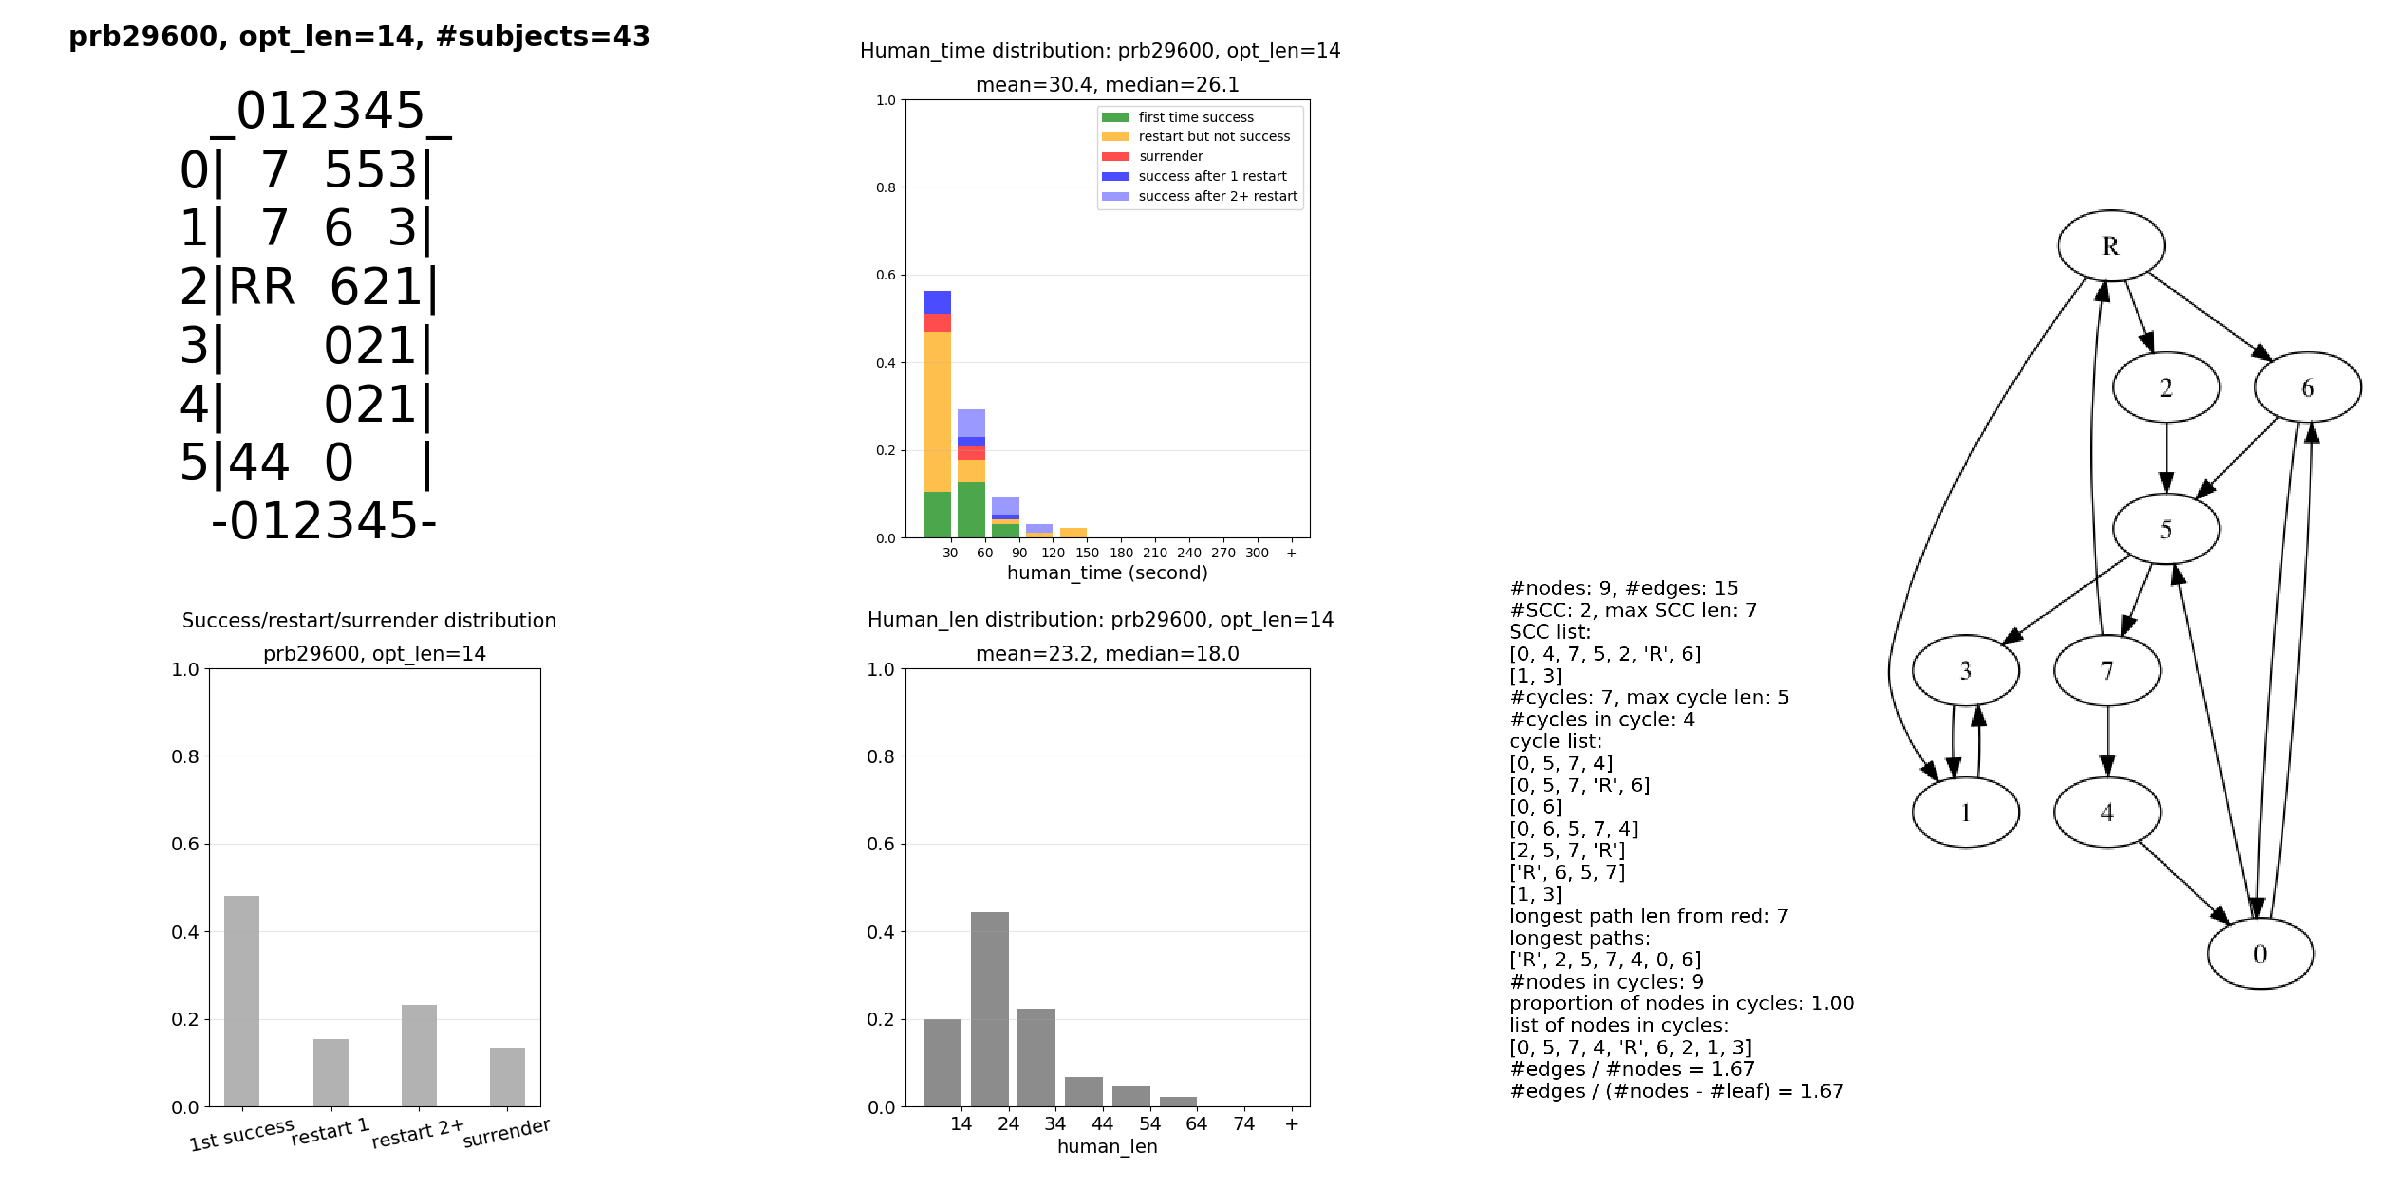 prb29600, opt_len=14, #subjects=43
_012345_
0|  7  553|
1|  7  6  3|
2|RR  621|
3|      021|
4|      021|
5|44  0    |
-012345-
Human_time distribution: prb29600, opt_len=14
mean=30.4, median=26.1
first time success
restart but not success
surrender
success after 1 restart
success after 2+ restart
1.0
0.8
0.6
0.4
0.2
0.0
30 60 90 120 150 180 210 240 270 300 +
human_time (second)
Success/restart/surrender distribution
prb29600, opt_len=14
1.0
0.8
0.6
0.4
0.2
0.0
1st success restart 1 restart 2+ surrender
Human_len distribution: prb29600, opt_len=14
mean=23.2, median=18.0
1.0
0.8
0.6
0.4
0.2
0.0
14 24 34 44 54 64 74 +
human_len
#nodes: 9, #edges: 15
#SCC: 2, max SCC len: 7
SCC list:
[0, 4, 7, 5, 2, 'R', 6]
[1, 3]
#cycles: 7, max cycle len: 5
#cycles in cycle: 4
cycle list:
[0, 5, 7, 4]
[0, 5, 7, 'R', 6]
[0, 6]
[0, 6, 5, 7, 4]
[2, 5, 7, 'R']
['R', 6, 5, 7]
[1, 3]
longest path len from red: 7
longest paths:
['R', 2, 5, 7, 4, 0, 6]
#nodes in cycles: 9
proportion of nodes in cycles: 1.00
list of nodes in cycles:
[0, 5, 7, 4, 'R', 6, 2, 1, 3]
#edges / #nodes = 1.67
#edges / (#nodes - #leaf) = 1.67
R
2 6
5
3 7
1 4
0